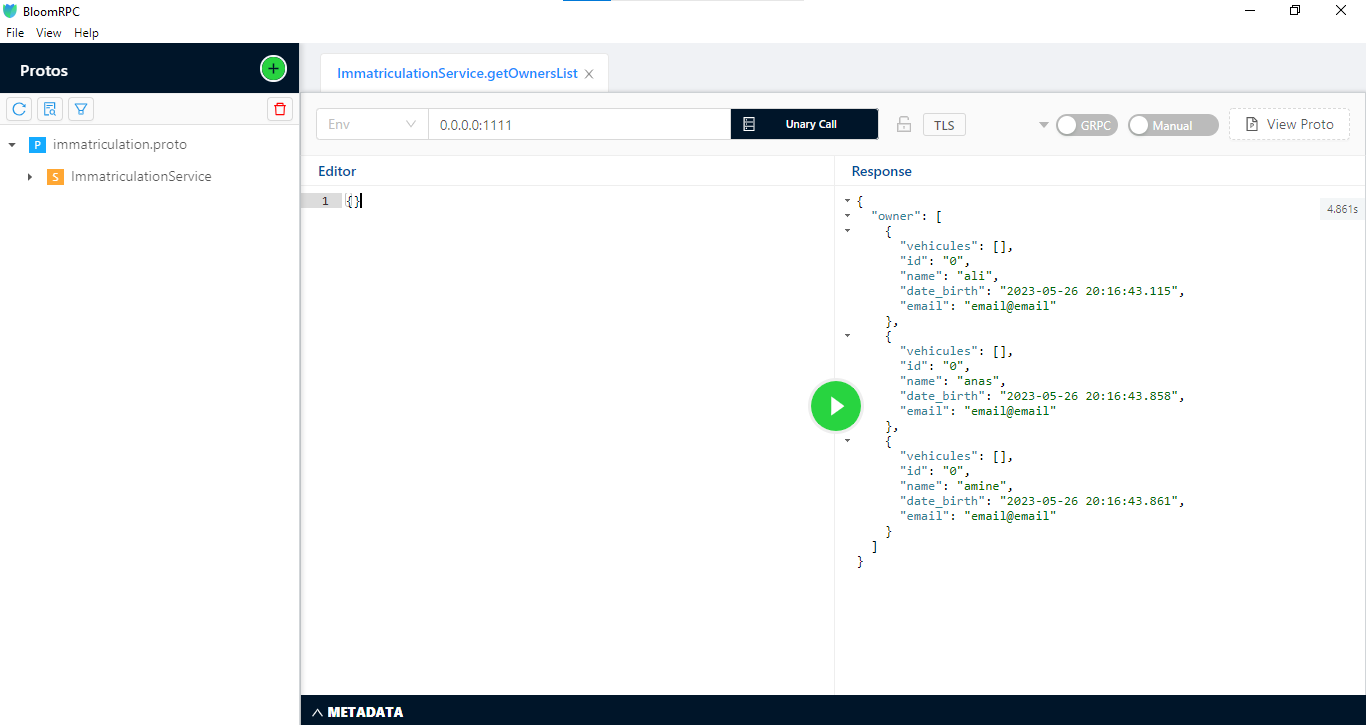 BloomRPC
File View Help
Protos
ImmatriculationService.getOwnersList
Env
0.0.0.0:1111
Unary Call
TLS
GRPC
Manual
View Proto
P immatriculation.proto
S ImmatriculationService
Editor
1 {}
Response
4.861s
{
"owner": [
{
"vehicules": [],
"id": "0",
"name": "ali",
"date_birth": "2023-05-26 20:16:43.115",
"email": "email@email"
},
{
"vehicules": [],
"id": "0",
"name": "anas",
"date_birth": "2023-05-26 20:16:43.858",
"email": "email@email"
},
{
"vehicules": [],
"id": "0",
"name": "amine",
"date_birth": "2023-05-26 20:16:43.861",
"email": "email@email"
}
]
}
METADATA